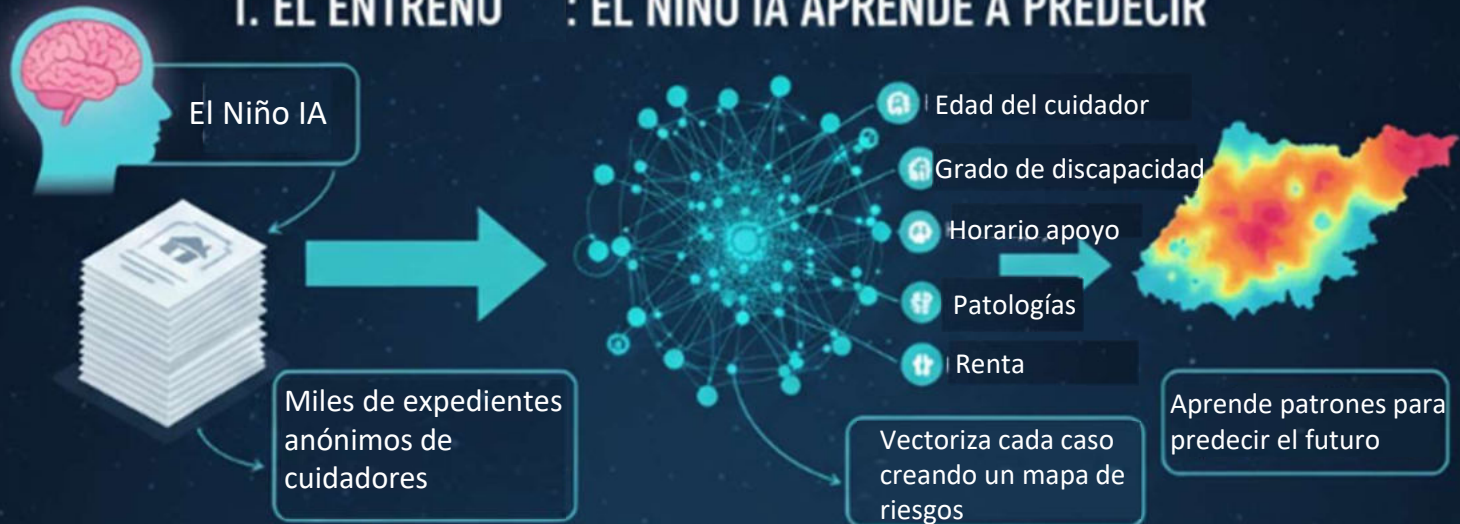 1. EL ENTRENO : EL NIÑO IA APRENDE A PREDECIR
El Niño IA
Edad del cuidador
Grado de discapacidad
Horario apoyo
Patologías
Renta
Miles de expedientes
anónimos de
cuidadores
Vectoriza cada caso
creando un mapa de
riesgos
Aprende patrones para
predecir el futuro